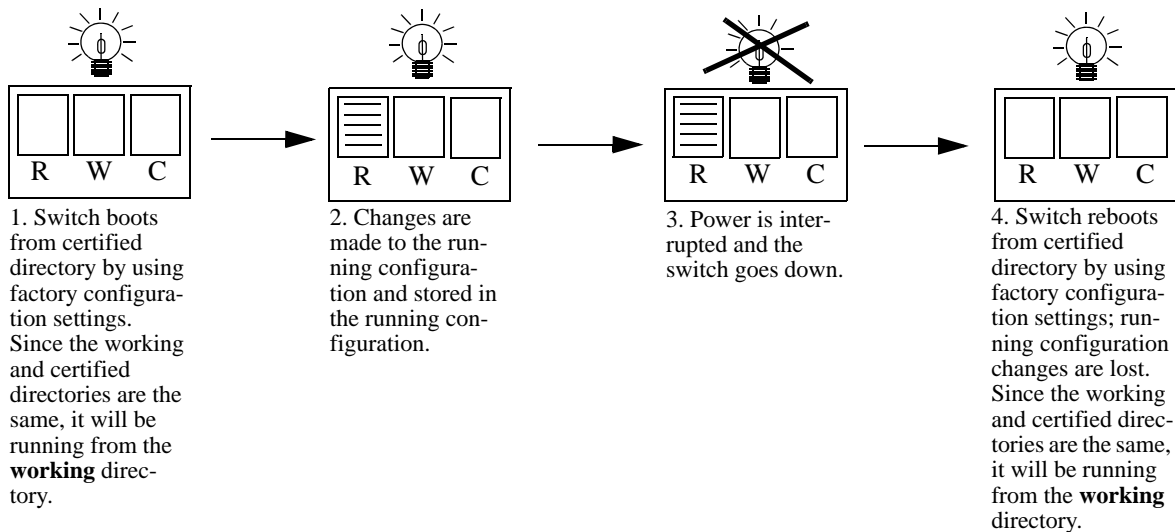 R W C
1. Switch boots
from certified
directory by using
factory configura-
tion settings.
Since the working
and certified
directories are the
same, it will be
running from the
working direc-
tory.
R W C
2. Changes are
made to the run-
ning configura-
tion and stored in
the running con-
figuration.
R W C
3. Power is inter-
rupted and the
switch goes down.
R W C
4. Switch reboots
from certified
directory by using
factory configura-
tion settings; run-
ning configuration
changes are lost.
Since the working
and certified direc-
tories are the same,
it will be running
from the working
directory.